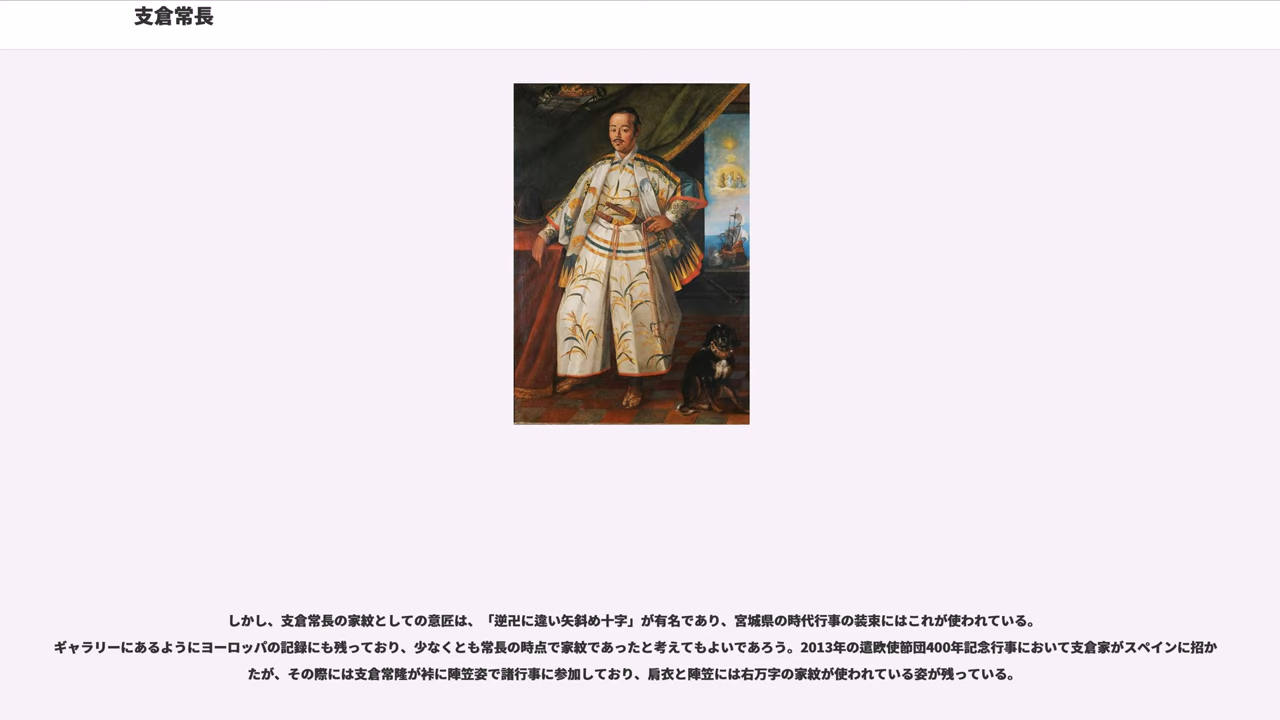 支倉常長
しかし、支倉常長の家紋としての意匠は、「逆卍に違い矢斜め十字」が有名であり、宮城県の時代行事の装束にはこれが使われている。
ギャラリーにあるようにヨーロッパの記録にも残っており、少なくとも常長の時点で家紋であったと考えてもよいであろう。2013年の遣欧使節団400年記念行事において支倉家がスペインに招か
たが、その際には支倉常隆が裃に陣笠姿で諸行事に参加しており、肩衣と陣笠には右万字の家紋が使われている姿が残っている。